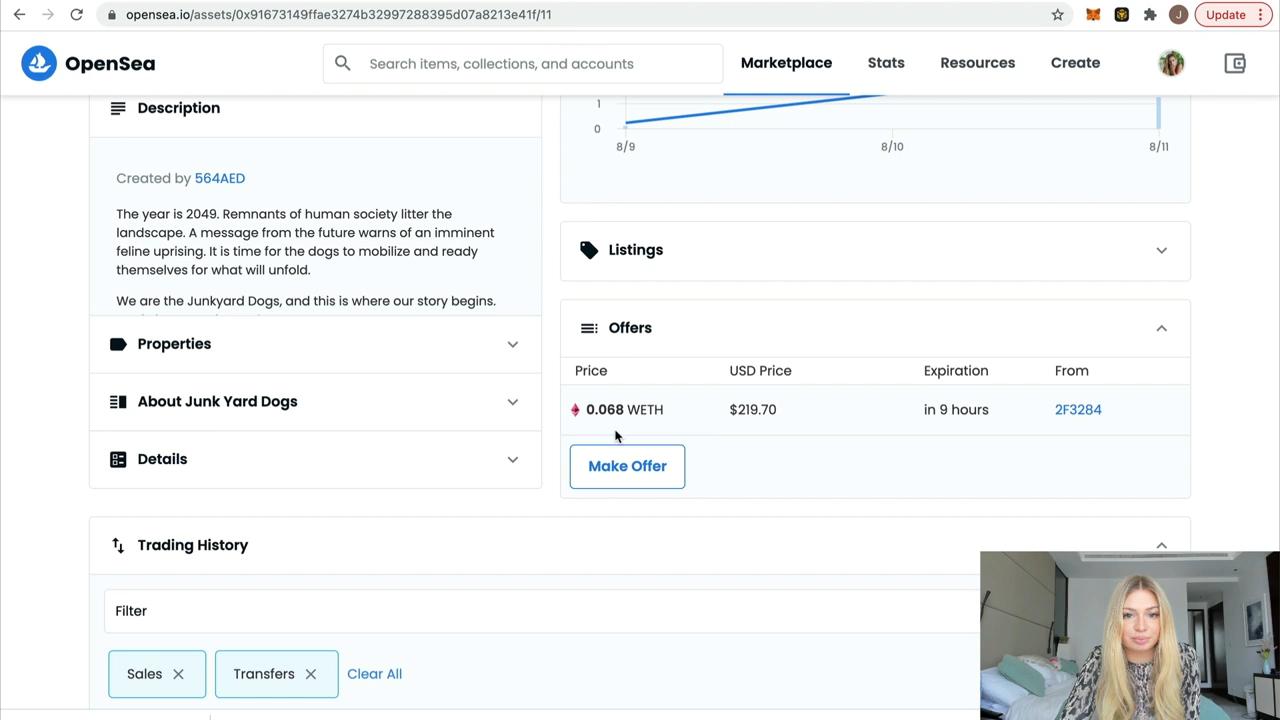 opensea.io/assets/0x91673149ffae3274b32997288395d07a8213e41f/11
J
Update
OpenSea
Search items, collections, and accounts
Marketplace
Stats
Resources
Create
Description
Created by 564AED
The year is 2049. Remnants of human society litter the
landscape. A message from the future warns of an imminent
feline uprising. It is time for the dogs to mobilize and ready
themselves for what will unfold.
We are the Junkyard Dogs, and this is where our story begins.
Properties
About Junk Yard Dogs
Details
1
0
8/9
8/10
8/11
Listings
Offers
Price
USD Price
Expiration
From
0.068 WETH
$219.70
in 9 hours
2F3284
Make Offer
Trading History
Filter
Sales
Transfers
Clear All